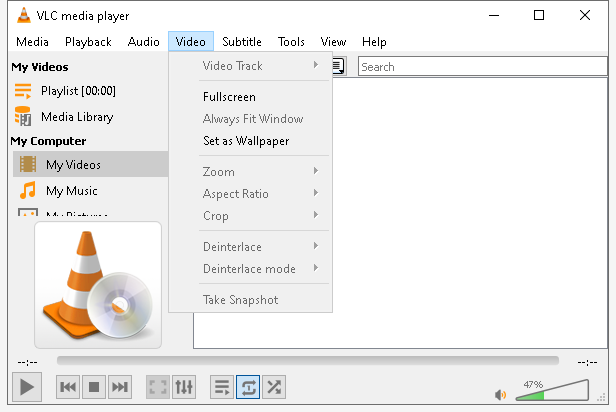 VLC media player
Media Playback Audio Video Subtitle Tools View Help
My Videos
Playlist [00:00]
Media Library
My Computer
My Videos
My Music
My Pictures
Video Track
Fullscreen
Always Fit Window
Set as Wallpaper
Zoom
Aspect Ratio
Crop
Deinterlace
Deinterlace mode
Take Snapshot
Search
--:-- --:--
47%